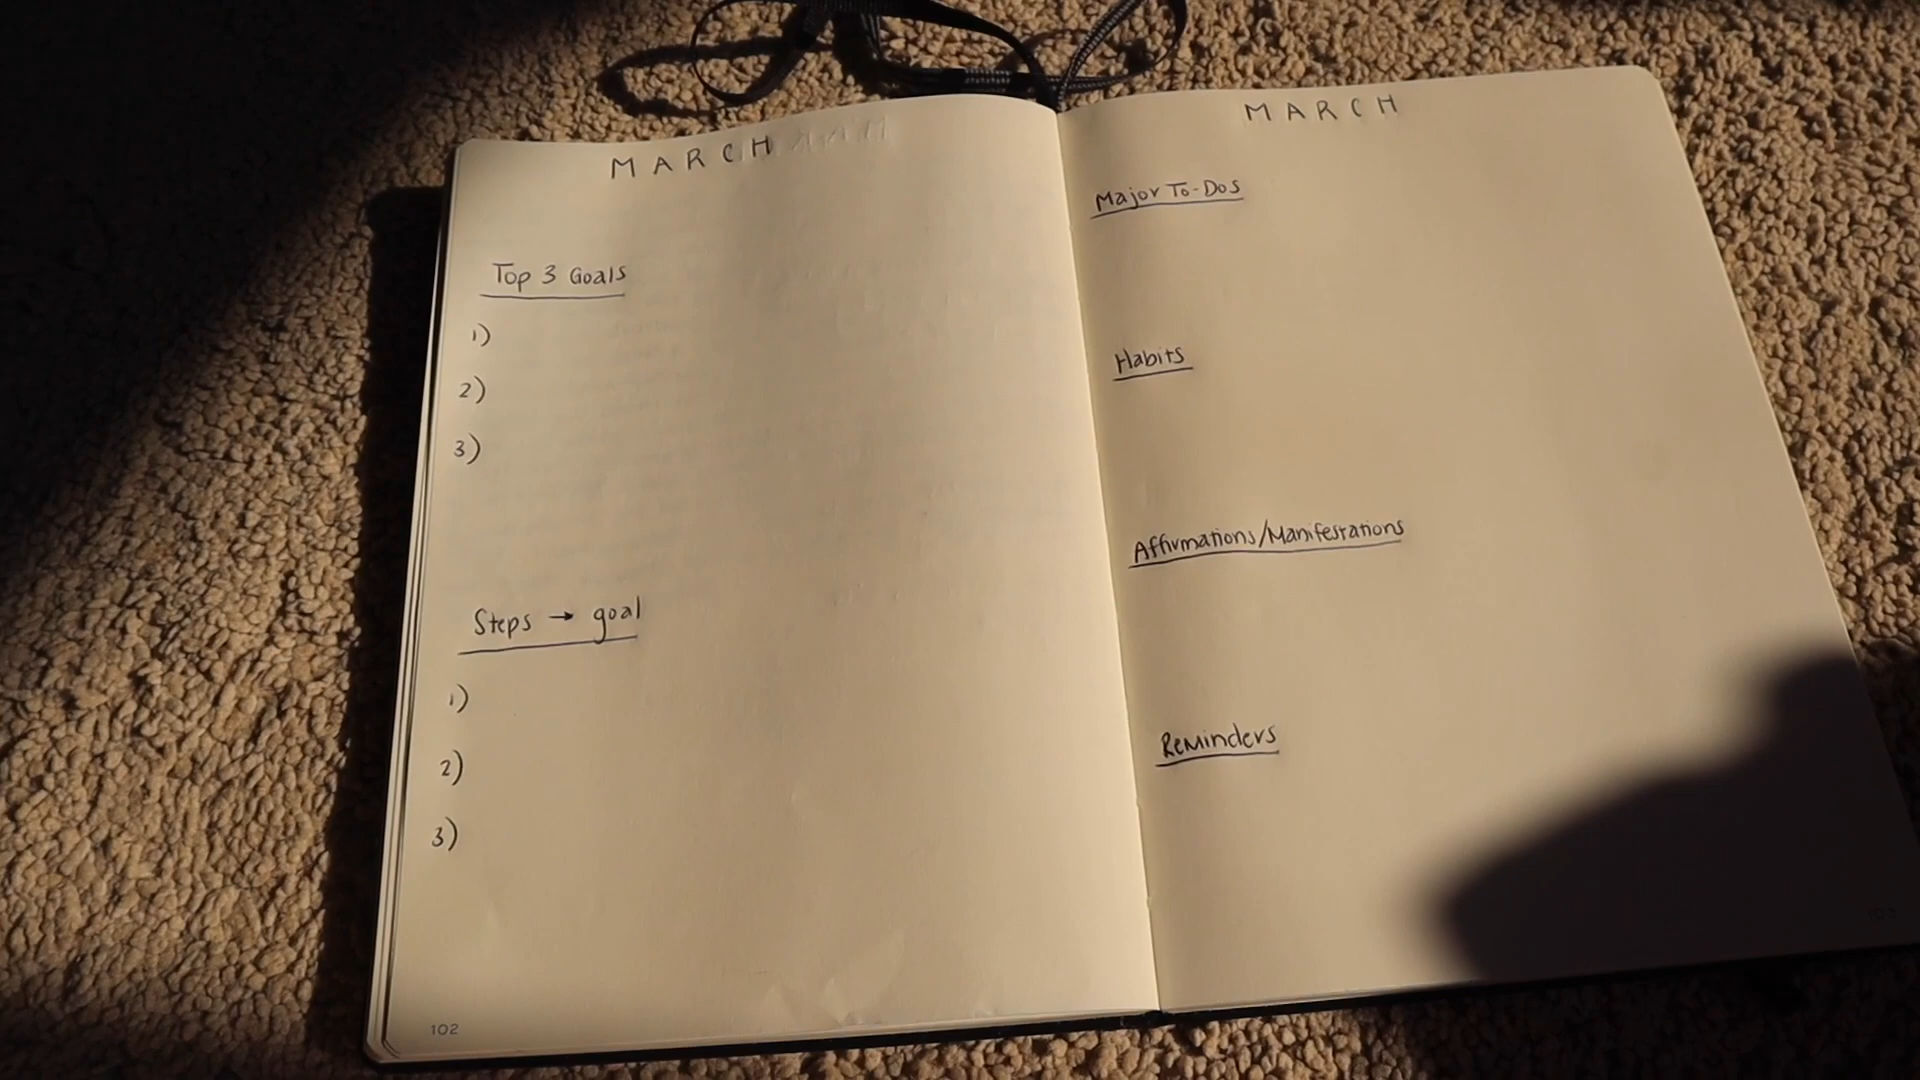 MARCH
Top 3 Goals
1)
2)
3)
Steps → goal
1)
2)
3)
102
MARCH
Major To-Dos
Habits
Affirmations/Manifestations
Reminders